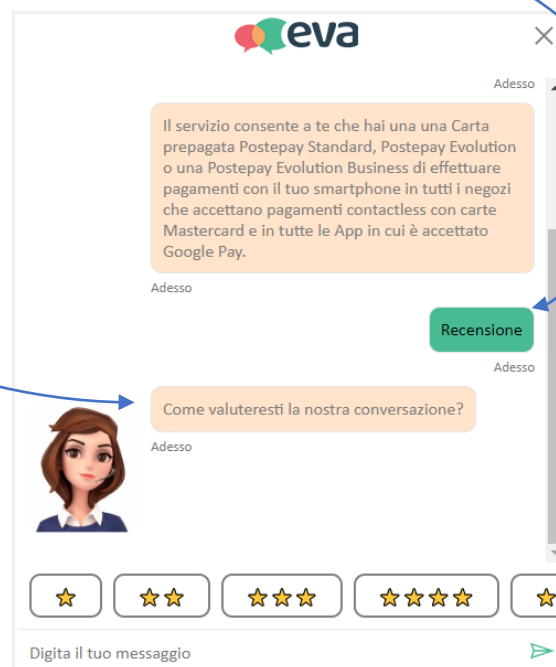 eva
Adesso
Il servizio consente a te che hai una una Carta
prepagata Postepay Standard, Postepay Evolution
o una Postepay Evolution Business di effettuare
pagamenti con il tuo smartphone in tutti i negozi
che accettano pagamenti contactless con carte
Mastercard e in tutte le App in cui è accettato
Google Pay.
Adesso
Recensione
Adesso
Come valuteresti la nostra conversazione?
Adesso
Digita il tuo messaggio